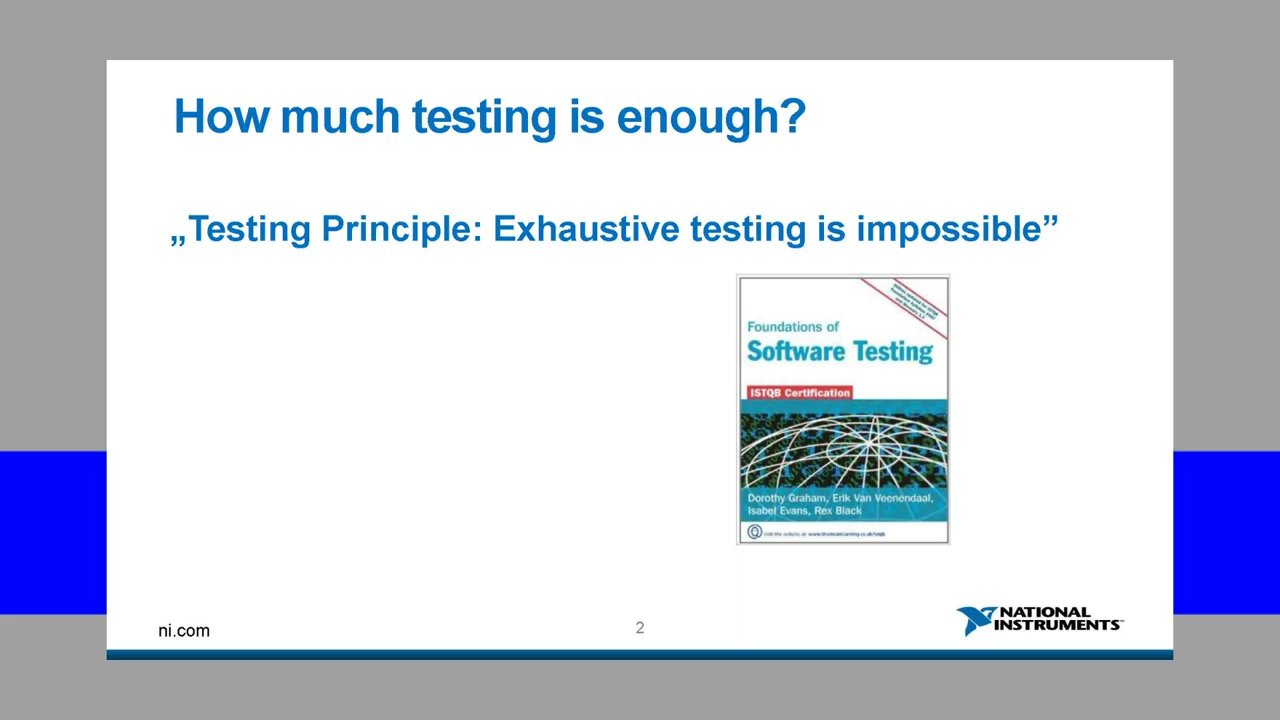 How much testing is enough?
„Testing Principle: Exhaustive testing is impossible”
Foundations of
Software Testing
ISTQB Certification
Dorothy Graham, Erik Van Veenendaal,
Isabel Evans, Rex Black
ni.com
2
NATIONAL
INSTRUMENTS™